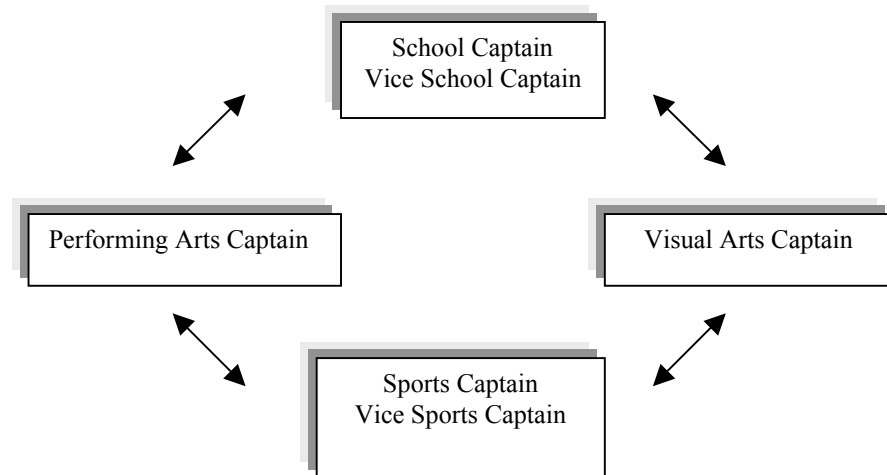 School Captain
Vice School Captain
Performing Arts Captain
Visual Arts Captain
Sports Captain
Vice Sports Captain